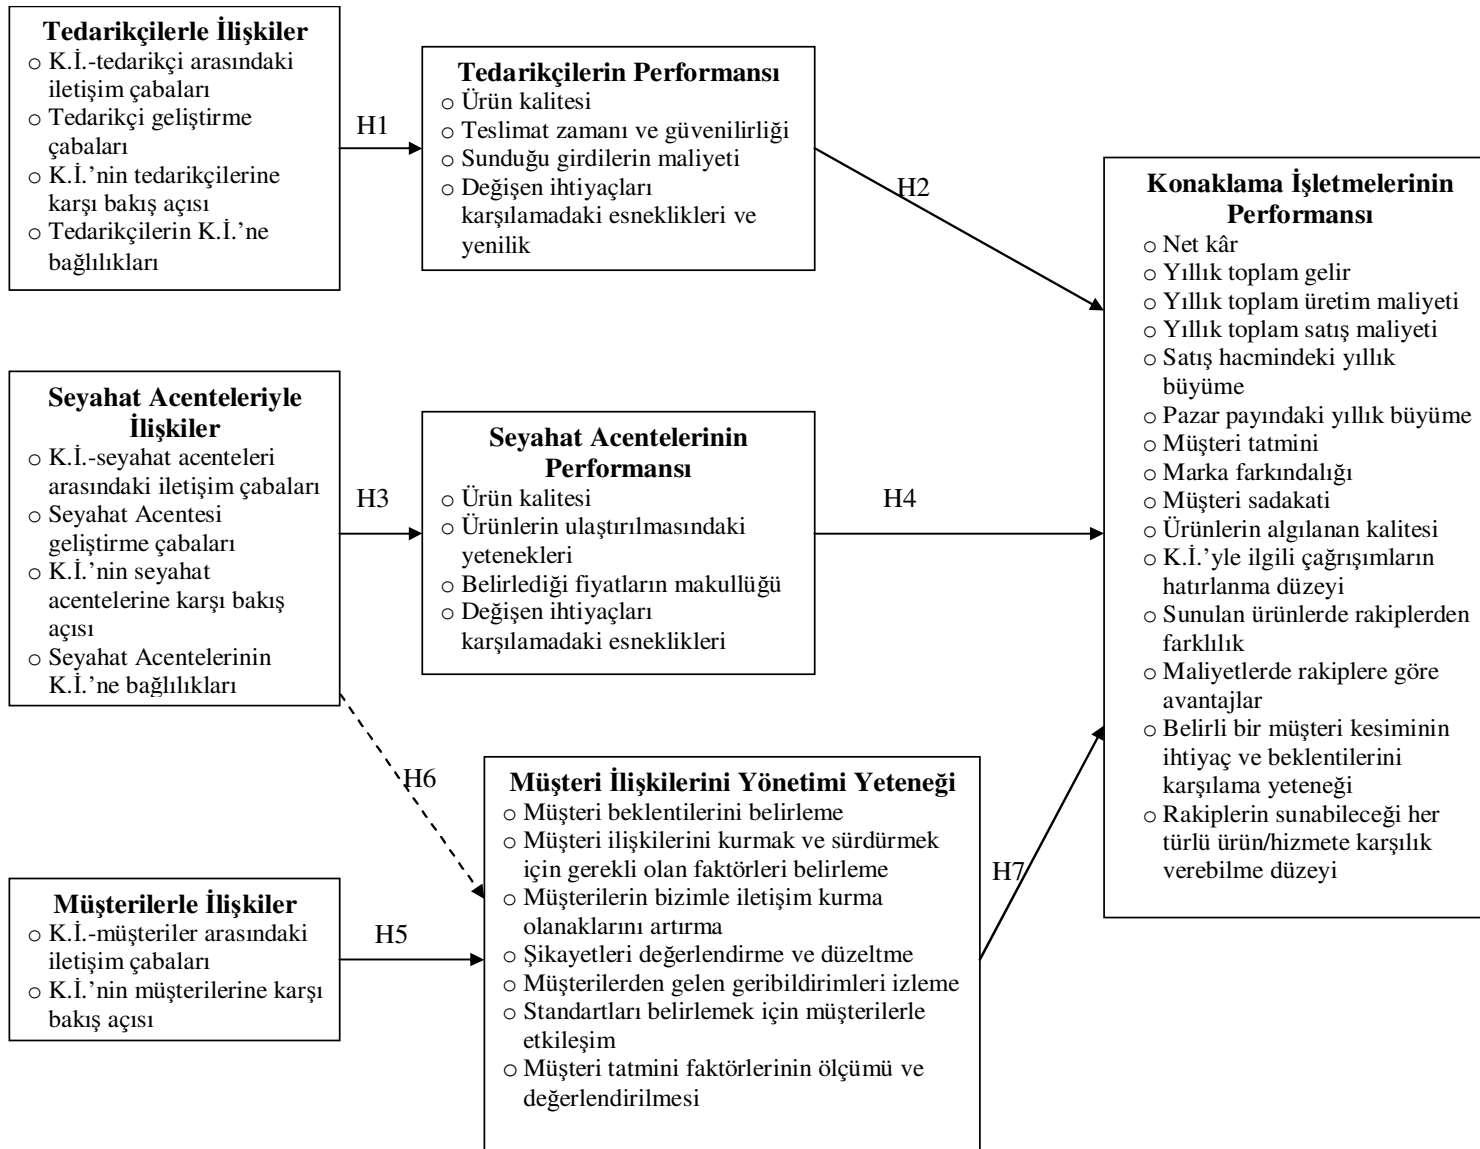 Tedarikçilerle İlişkiler
o K.İ.-tedarikçi arasındaki
iletişim çabaları
o Tedarikçi geliştirme
çabaları
o K.İ.’nin tedarikçilerine
karşı bakış açısı
o Tedarikçilerin K.İ.’ne
bağlılıkları
H1
Tedarikçilerin Performansı
o Ürün kalitesi
o Teslimat zamanı ve güvenilirliği
o Sunduğu girdilerin maliyeti
o Değişen ihtiyaçları
karşılamadaki esneklikleri ve
yenilik
H2
Seyahat Acenteleriyle
İlişkiler
o K.İ.-seyahat acenteleri
arasındaki iletişim çabaları
o Seyahat Acentesi
geliştirme çabaları
o K.İ.’nin seyahat
acentelerine karşı bakış
açısı
o Seyahat Acentelerinin
K.İ.’ne bağlılıkları
H3
Seyahat Acentelerinin
Performansı
o Ürün kalitesi
o Ürünlerin ulaştırılmasındaki
yetenekleri
o Belirlediği fiyatların makullüğü
o Değişen ihtiyaçları
karşılamadaki esneklikleri
H4
H6
Müşterilerle İlişkiler
o K.İ.-müşteriler arasındaki
iletişim çabaları
o K.İ.’nin müşterilerine karşı
bakış açısı
H5
Müşteri İlişkilerini Yönetimi Yeteneği
o Müşteri beklentilerini belirleme
o Müşteri ilişkilerini kurmak ve sürdürmek
için gerekli olan faktörleri belirleme
o Müşterilerin bizimle iletişim kurma
olanaklarını artırma
o Şikayetleri değerlendirme ve düzeltme
o Müşterilerden gelen geribildirimleri izleme
o Standartları belirlemek için müşterilerle
etkileşim
o Müşteri tatmini faktörlerinin ölçümü ve
değerlendirilmesi
H7
Konaklama İşletmelerinin
Performansı
o Net kâr
o Yıllık toplam gelir
o Yıllık toplam üretim maliyeti
o Yıllık toplam satış maliyeti
o Satış hacmindeki yıllık
büyüme
o Pazar payındaki yıllık büyüme
o Müşteri tatmini
o Marka farkındalığı
o Müşteri sadakati
o Ürünlerin algılanan kalitesi
o K.İ.’yle ilgili çağrışımların
hatırlanma düzeyi
o Sunulan ürünlerde rakiplerden
farklılık
o Maliyetlerde rakiplere göre
avantajlar
o Belirli bir müşteri kesiminin
ihtiyaç ve beklentilerini
karşılama yeteneği
o Rakiplerin sunabileceği her
türlü ürün/hizmete karşılık
verebilme düzeyi